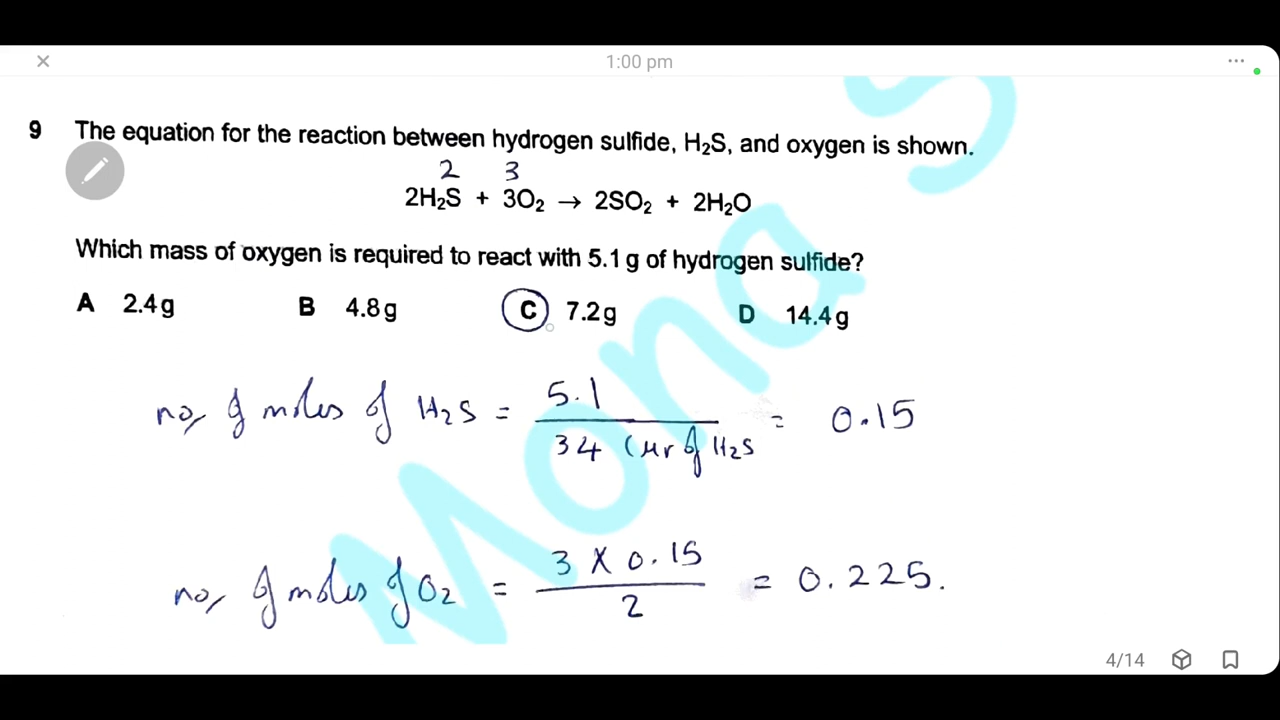 1:00 pm
9 The equation for the reaction between hydrogen sulfide, H₂S, and oxygen is shown.
2 3
2H₂S + 3O₂ → 2SO₂ + 2H₂O
Which mass of oxygen is required to react with 5.1 g of hydrogen sulfide?
A 2.4 g B 4.8 g C 7.2 g D 14.4 g
no, of moles of H₂S = 5.1 / 34 (Mr of H₂S = 0.15
no, of moles of O₂ = 3 X 0.15 / 2 = 0.225.
4/14
Mona S